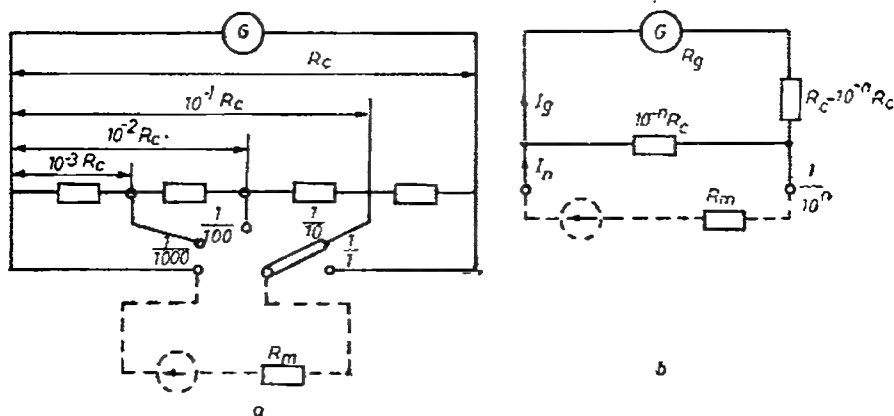 G
R_c
10^-1 R_c
10^-2 R_c
10^-3 R_c
1/1000
1/100
1/10
1/1
R_m
a
G
R_g
I_g
R_c-10^-n R_c
10^-n R_c
I_n
1/10^n
R_m
b